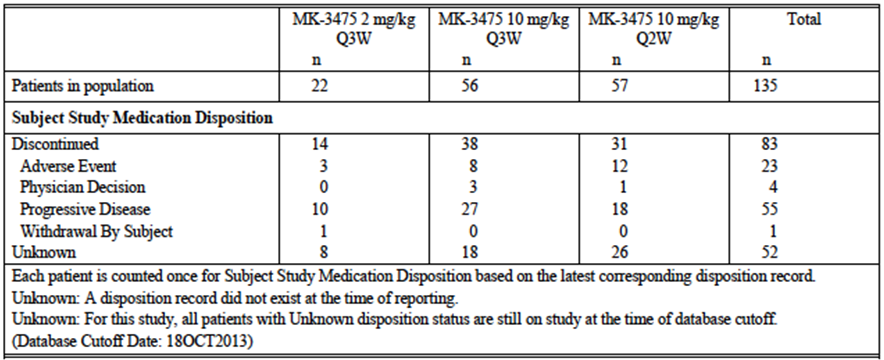 MK-3475 2 mg/kg MK-3475 10 mg/kg MK-3475 10 mg/kg Total
Q3W Q3W Q2W
n n n n
Patients in population 22 56 57 135
Subject Study Medication Disposition
Discontinued 14 38 31 83
Adverse Event 3 8 12 23
Physician Decision 0 3 1 4
Progressive Disease 10 27 18 55
Withdrawal By Subject 1 0 0 1
Unknown 8 18 26 52
Each patient is counted once for Subject Study Medication Disposition based on the latest corresponding disposition record.
Unknown: A disposition record did not exist at the time of reporting.
Unknown: For this study, all patients with Unknown disposition status are still on study at the time of database cutoff.
(Database Cutoff Date: 18OCT2013)